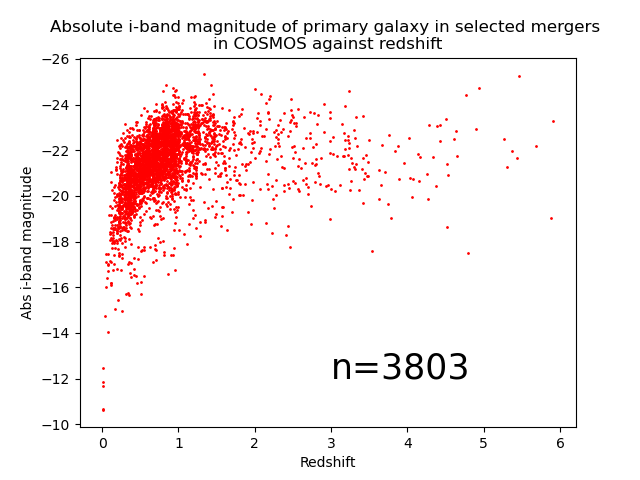 Absolute i-band magnitude of primary galaxy in selected mergers
in COSMOS against redshift
−26
−24
−22
−20
−18
−16
−14
−12
−10
Abs i-band magnitude
n=3803
0 1 2 3 4 5 6
Redshift